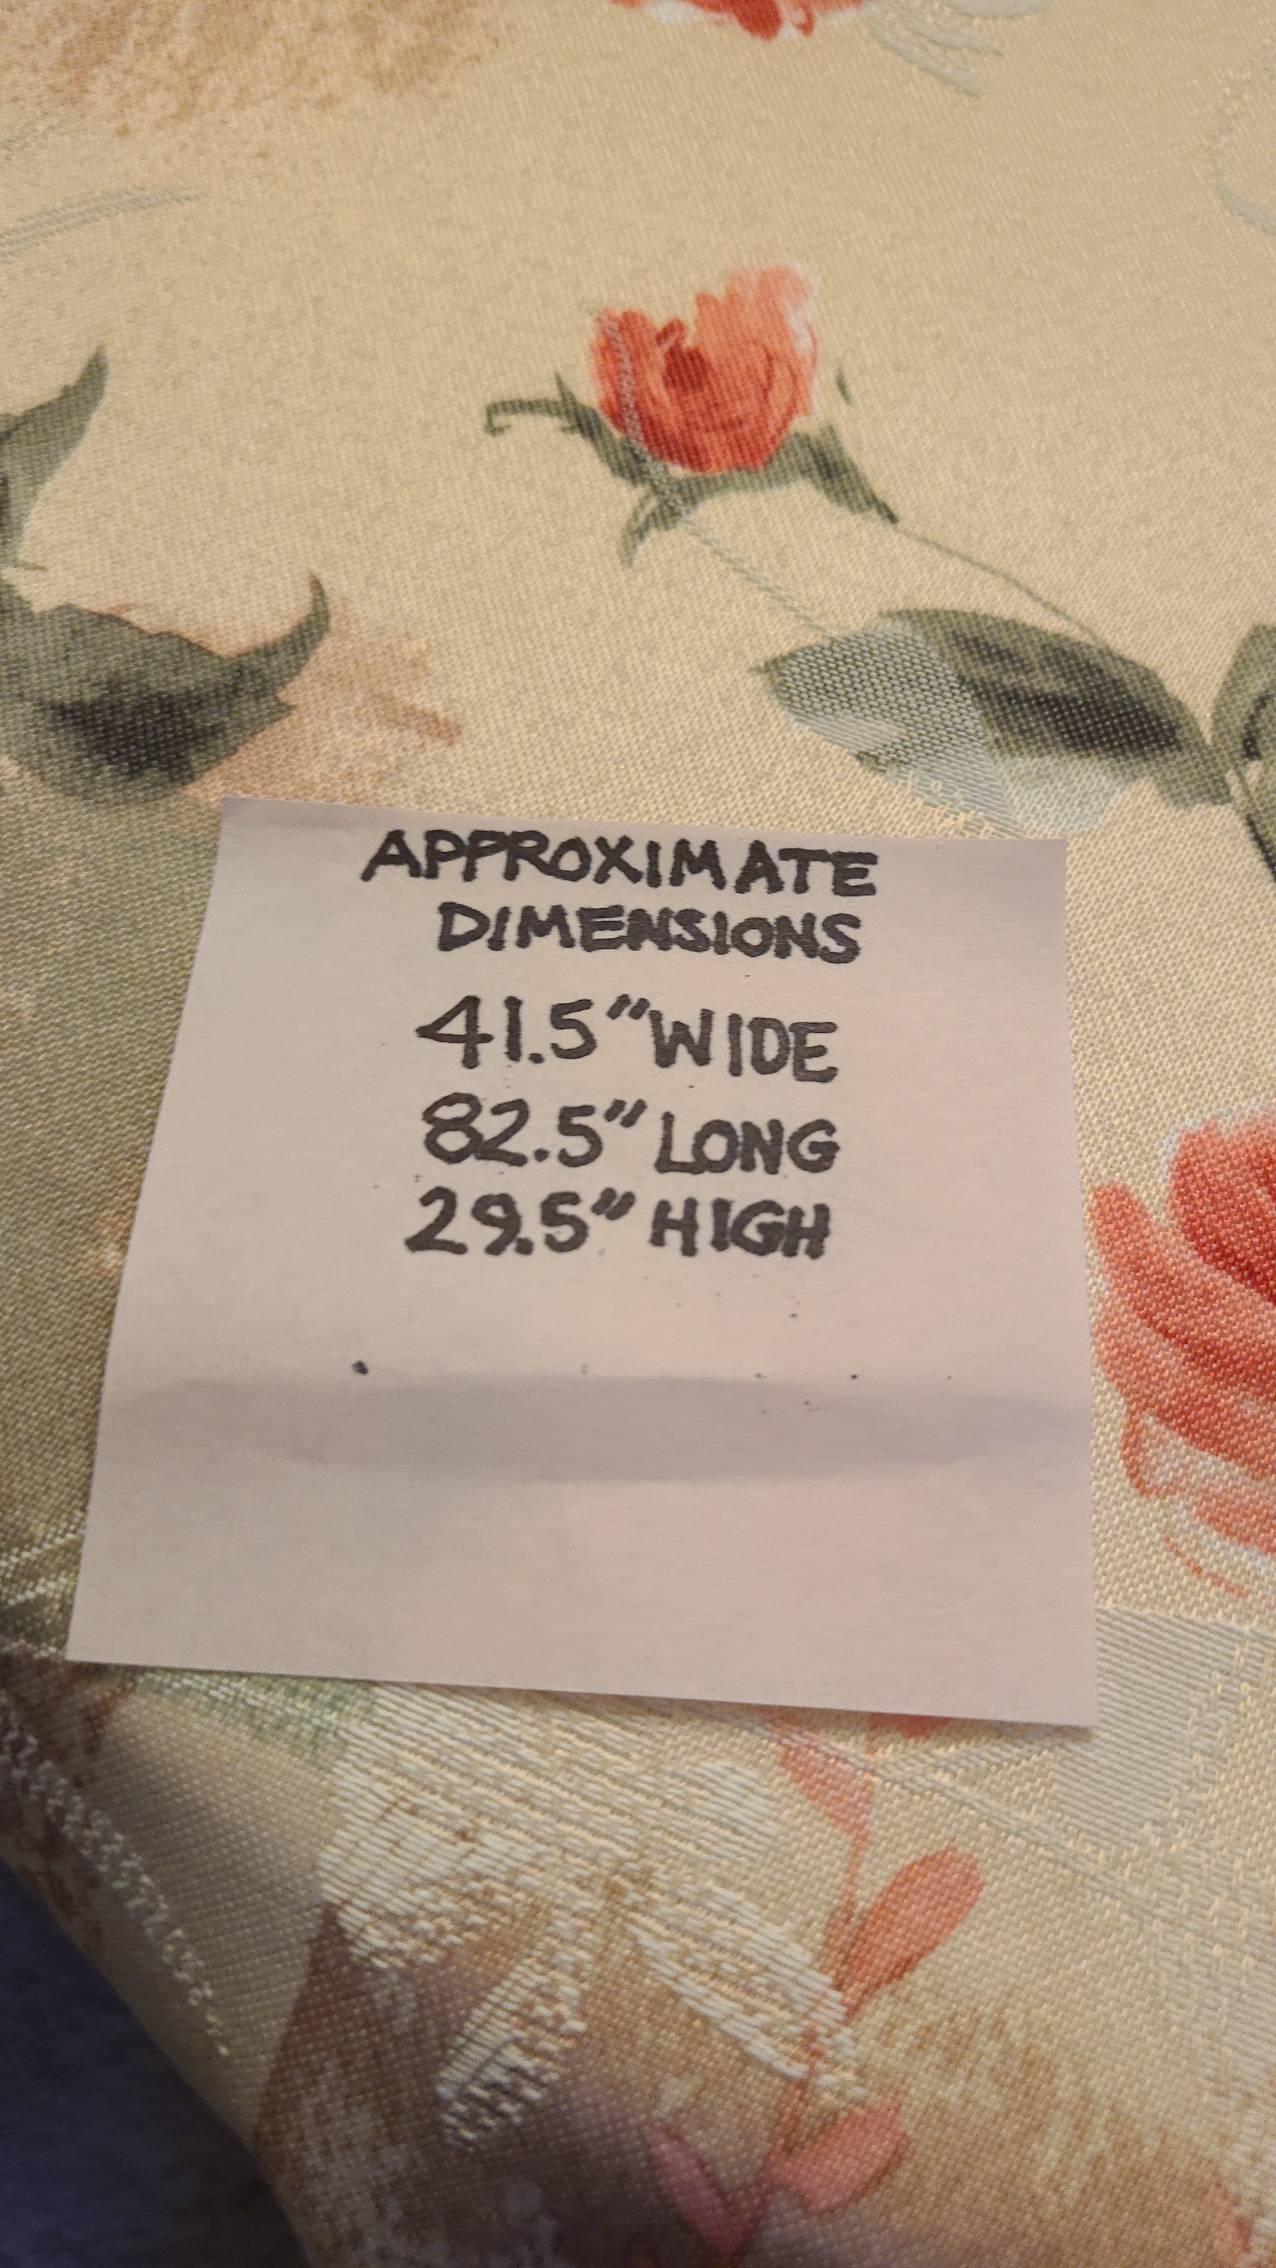 APPROXIMATE
DIMENSIONS
41.5" WIDE
82.5" LONG
29.5" HIGH